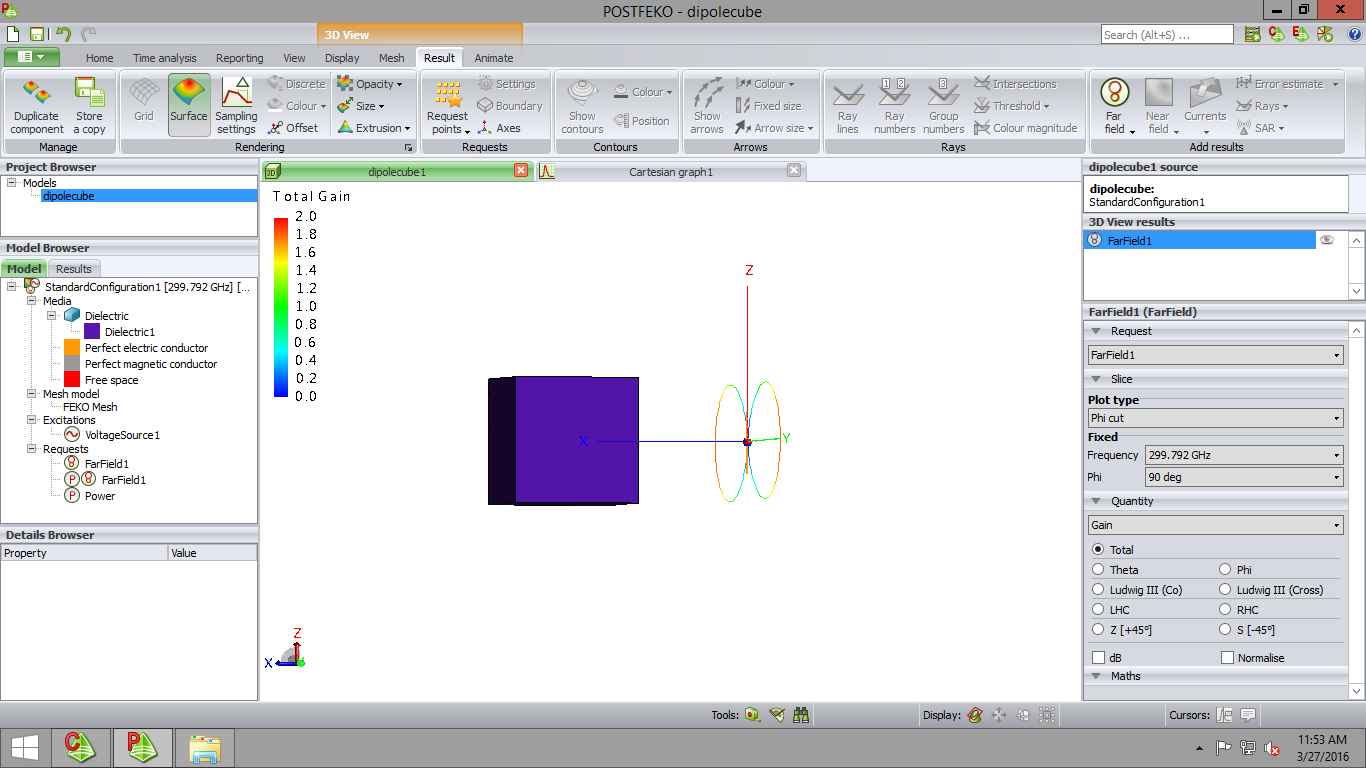 POSTFEKO - dipolecube
3D View
Search (Alt+S) ...
Home Time analysis Reporting View Display Mesh Result Animate
Duplicate component
Store a copy
Manage
Grid
Surface
Sampling settings
Discrete
Colour
Offset
Opacity
Size
Extrusion
Rendering
Request points
Settings
Boundary
Axes
Requests
Show contours
Colour
Position
Contours
Show arrows
Colour
Fixed size
Arrow size
Arrows
Ray lines
1 2
Ray numbers
1 2
Group numbers
Intersections
Threshold
Colour magnitude
Rays
Far field
Near field
Currents
Error estimate
Rays
SAR
Add results
Project Browser
Models
dipolecube
Model Browser
Model Results
StandardConfiguration1 [299.792 GHz] [...
Media
Dielectric
Dielectric1
Perfect electric conductor
Perfect magnetic conductor
Free space
Mesh model
FEKO Mesh
Excitations
VoltageSource1
Requests
FarField1
P FarField1
P Power
Details Browser
Property Value
3D dipolecube1
Cartesian graph1
Total Gain
2.0
1.8
1.6
1.4
1.2
1.0
0.8
0.6
0.4
0.2
0.0
Z
X
Y
Z
X
Y
dipolecube1 source
dipolecube:
StandardConfiguration1
3D View results
FarField1
FarField1 (FarField)
Request
FarField1
Slice
Plot type
Phi cut
Fixed
Frequency 299.792 GHz
Phi 90 deg
Quantity
Gain
Total
Theta Phi
Ludwig III (Co) Ludwig III (Cross)
LHC RHC
Z [+45°] S [-45°]
dB Normalise
Maths
Tools: Display: Cursors:
C P
11:53 AM
3/27/2016